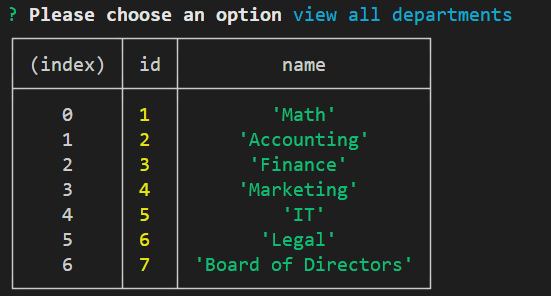 ? Please choose an option view all departments
(index) id name
0 1 'Math'
1 2 'Accounting'
2 3 'Finance'
3 4 'Marketing'
4 5 'IT'
5 6 'Legal'
6 7 'Board of Directors'